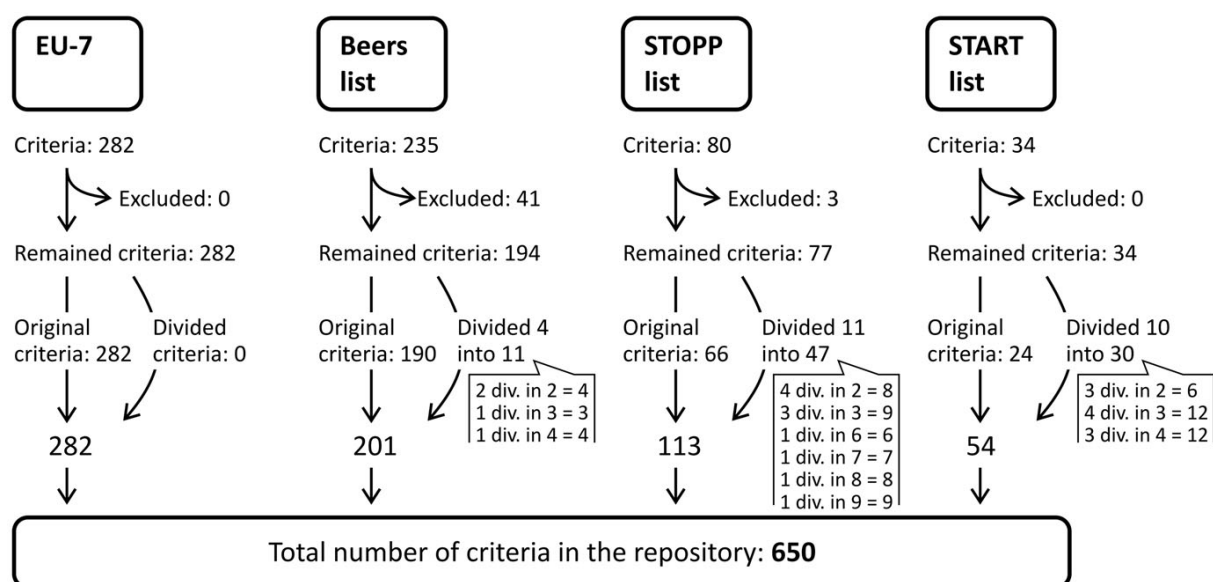 EU-7
Criteria: 282
Excluded: 0
Remained criteria: 282
Original
criteria: 282
Divided
criteria: 0
282
Beers
list
Criteria: 235
Excluded: 41
Remained criteria: 194
Original
criteria: 190
Divided 4
into 11
2 div. in 2 = 4
1 div. in 3 = 3
1 div. in 4 = 4
201
STOPP
list
Criteria: 80
Excluded: 3
Remained criteria: 77
Original
criteria: 66
Divided 11
into 47
4 div. in 2 = 8
3 div. in 3 = 9
1 div. in 6 = 6
1 div. in 7 = 7
1 div. in 8 = 8
1 div. in 9 = 9
113
START
list
Criteria: 34
Excluded: 0
Remained criteria: 34
Original
criteria: 24
Divided 10
into 30
3 div. in 2 = 6
4 div. in 3 = 12
3 div. in 4 = 12
54
Total number of criteria in the repository: 650